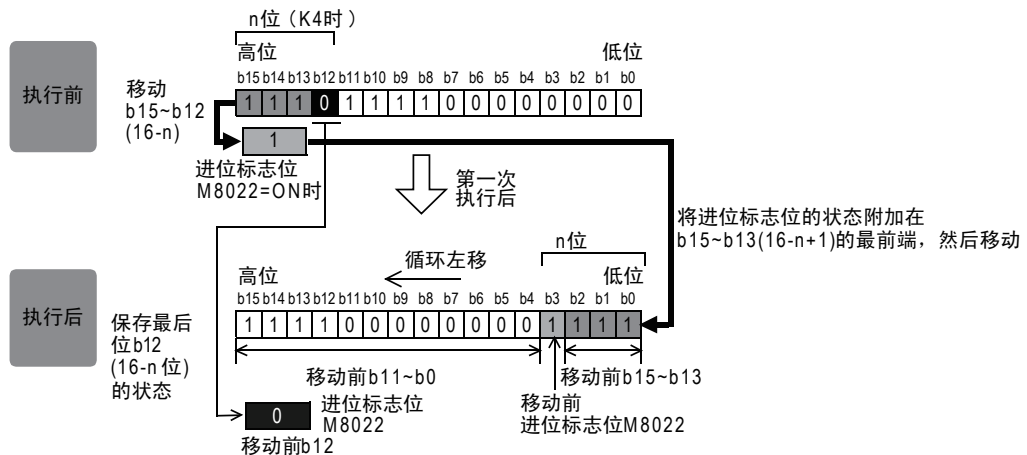 n位（K4时）
高位
低位
执行前
移动
b15~b12
(16-n)
b15 b14 b13 b12 b11 b10 b9 b8 b7 b6 b5 b4 b3 b2 b1 b0
1 1 1 0 1 1 1 1 0 0 0 0 0 0 0 0
1
进位标志位
M8022=ON时
第一次
执行后
将进位标志位的状态附加在
b15~b13(16-n+1)的最前端，然后移动
n位
循环左移
高位
低位
执行后
b15 b14 b13 b12 b11 b10 b9 b8 b7 b6 b5 b4 b3 b2 b1 b0
1 1 1 1 0 0 0 0 0 0 0 0 1 1 1 1
保存最后
位b12
(16-n位)
的状态
移动前b11~b0
移动前b15~b13
0
进位标志位
M8022
移动前b12
移动前
进位标志位M8022